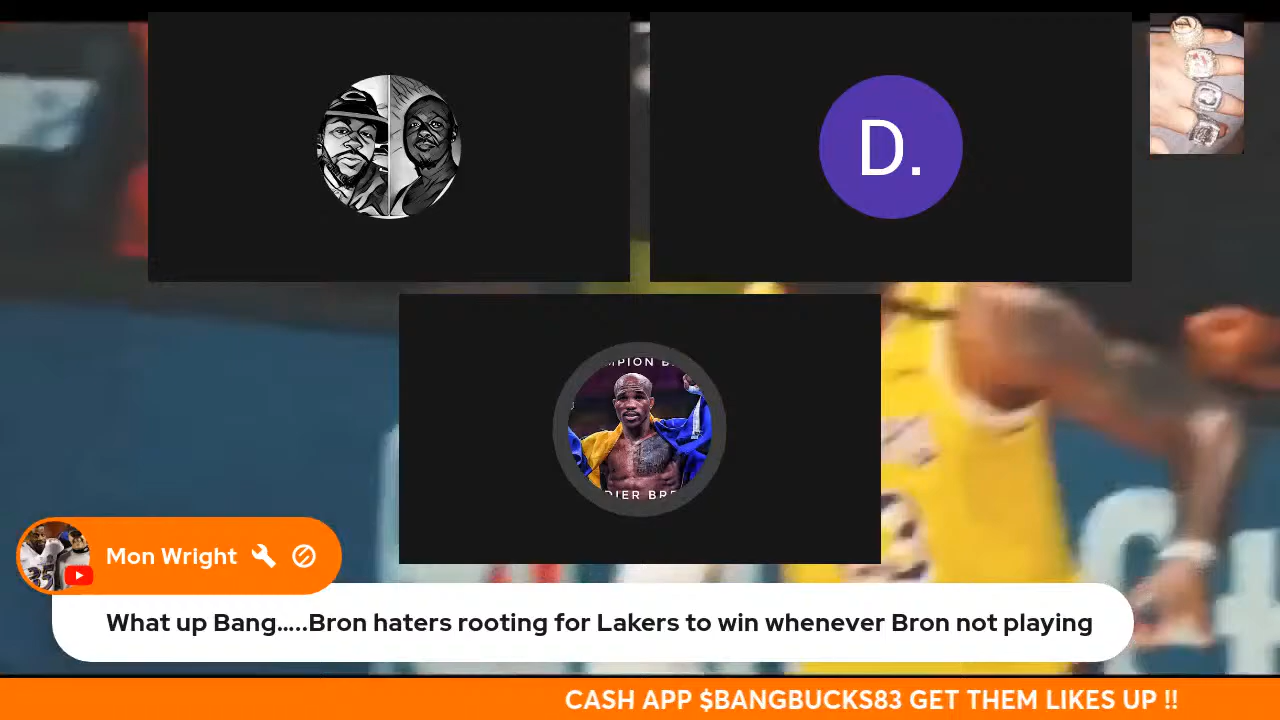 D.
Mon Wright
What up Bang.....Bron haters rooting for Lakers to win whenever Bron not playing
CASH APP $BANGBUCKS83 GET THEM LIKES UP !!